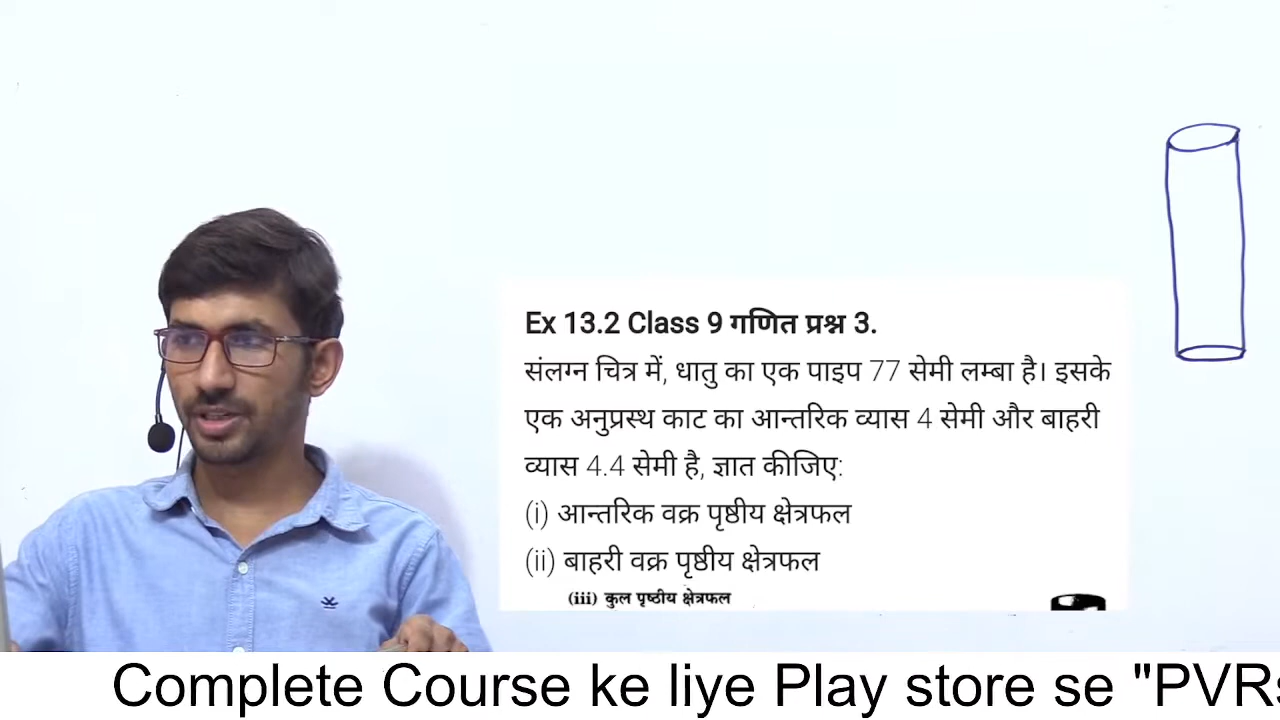 Ex 13.2 Class 9 गणित प्रश्न 3.
संलग्न चित्र में, धातु का एक पाइप 77 सेमी लम्बा है। इसके
एक अनुप्रस्थ काट का आन्तरिक व्यास 4 सेमी और बाहरी
व्यास 4.4 सेमी है, ज्ञात कीजिए:
(i) आन्तरिक वक्र पृष्ठीय क्षेत्रफल
(ii) बाहरी वक्र पृष्ठीय क्षेत्रफल
(iii) कुल पृष्ठीय क्षेत्रफल
Complete Course ke liye Play store se "PVRs